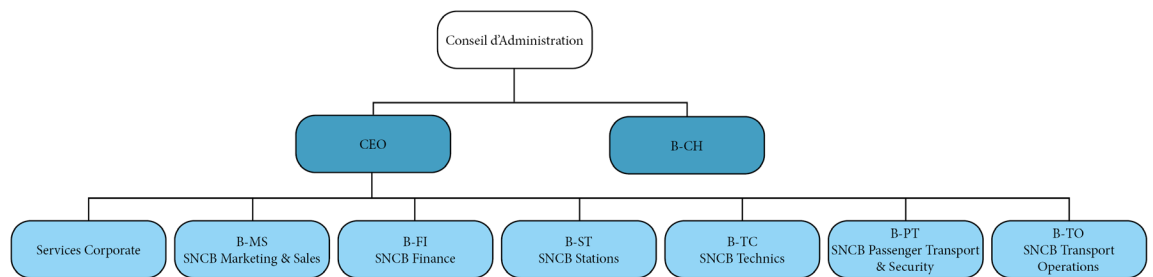 Conseil d’Administration
CEO
B-CH
Services Corporate
B-MS
SNCB Marketing & Sales
B-FI
SNCB Finance
B-ST
SNCB Stations
B-TC
SNCB Technics
B-PT
SNCB Passenger Transport
& Security
B-TO
SNCB Transport
Operations